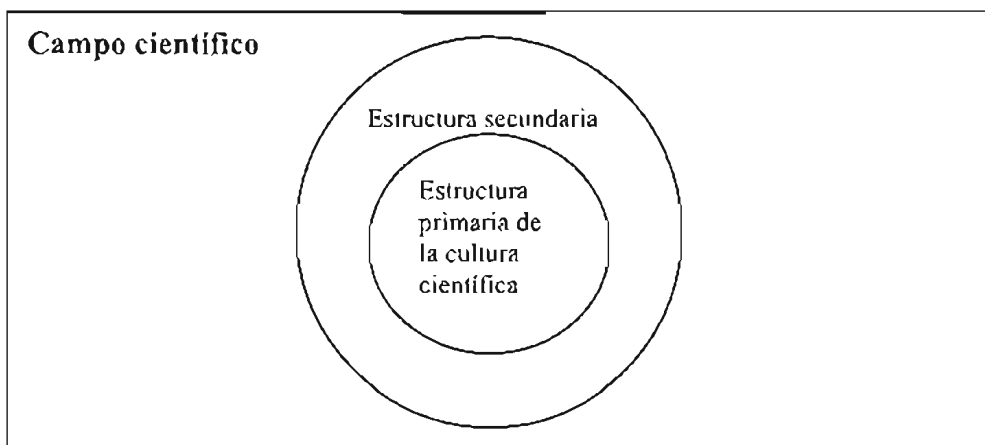 Campo científico
Estructura secundaria
Estructura
primaria de
la cultura
científica